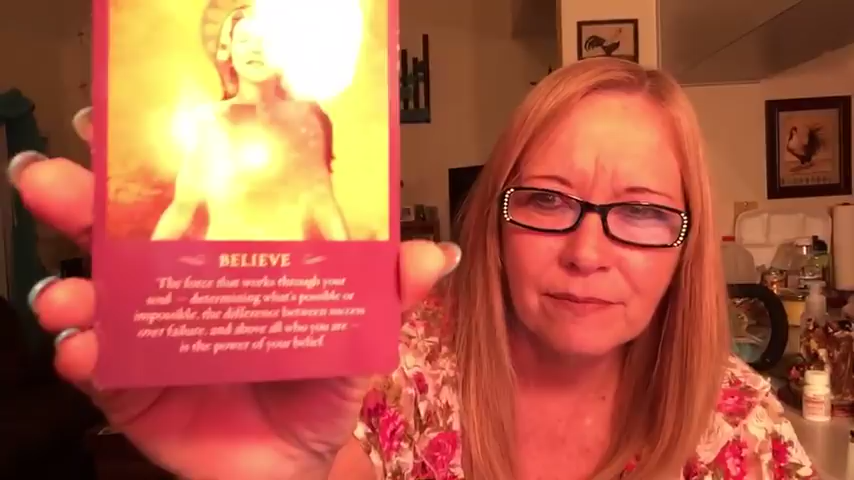 BELIEVE
The force that works through your
soul — determining what's possible or
impossible, the difference between success
over failure, and above all who you are —
is the power of your belief.